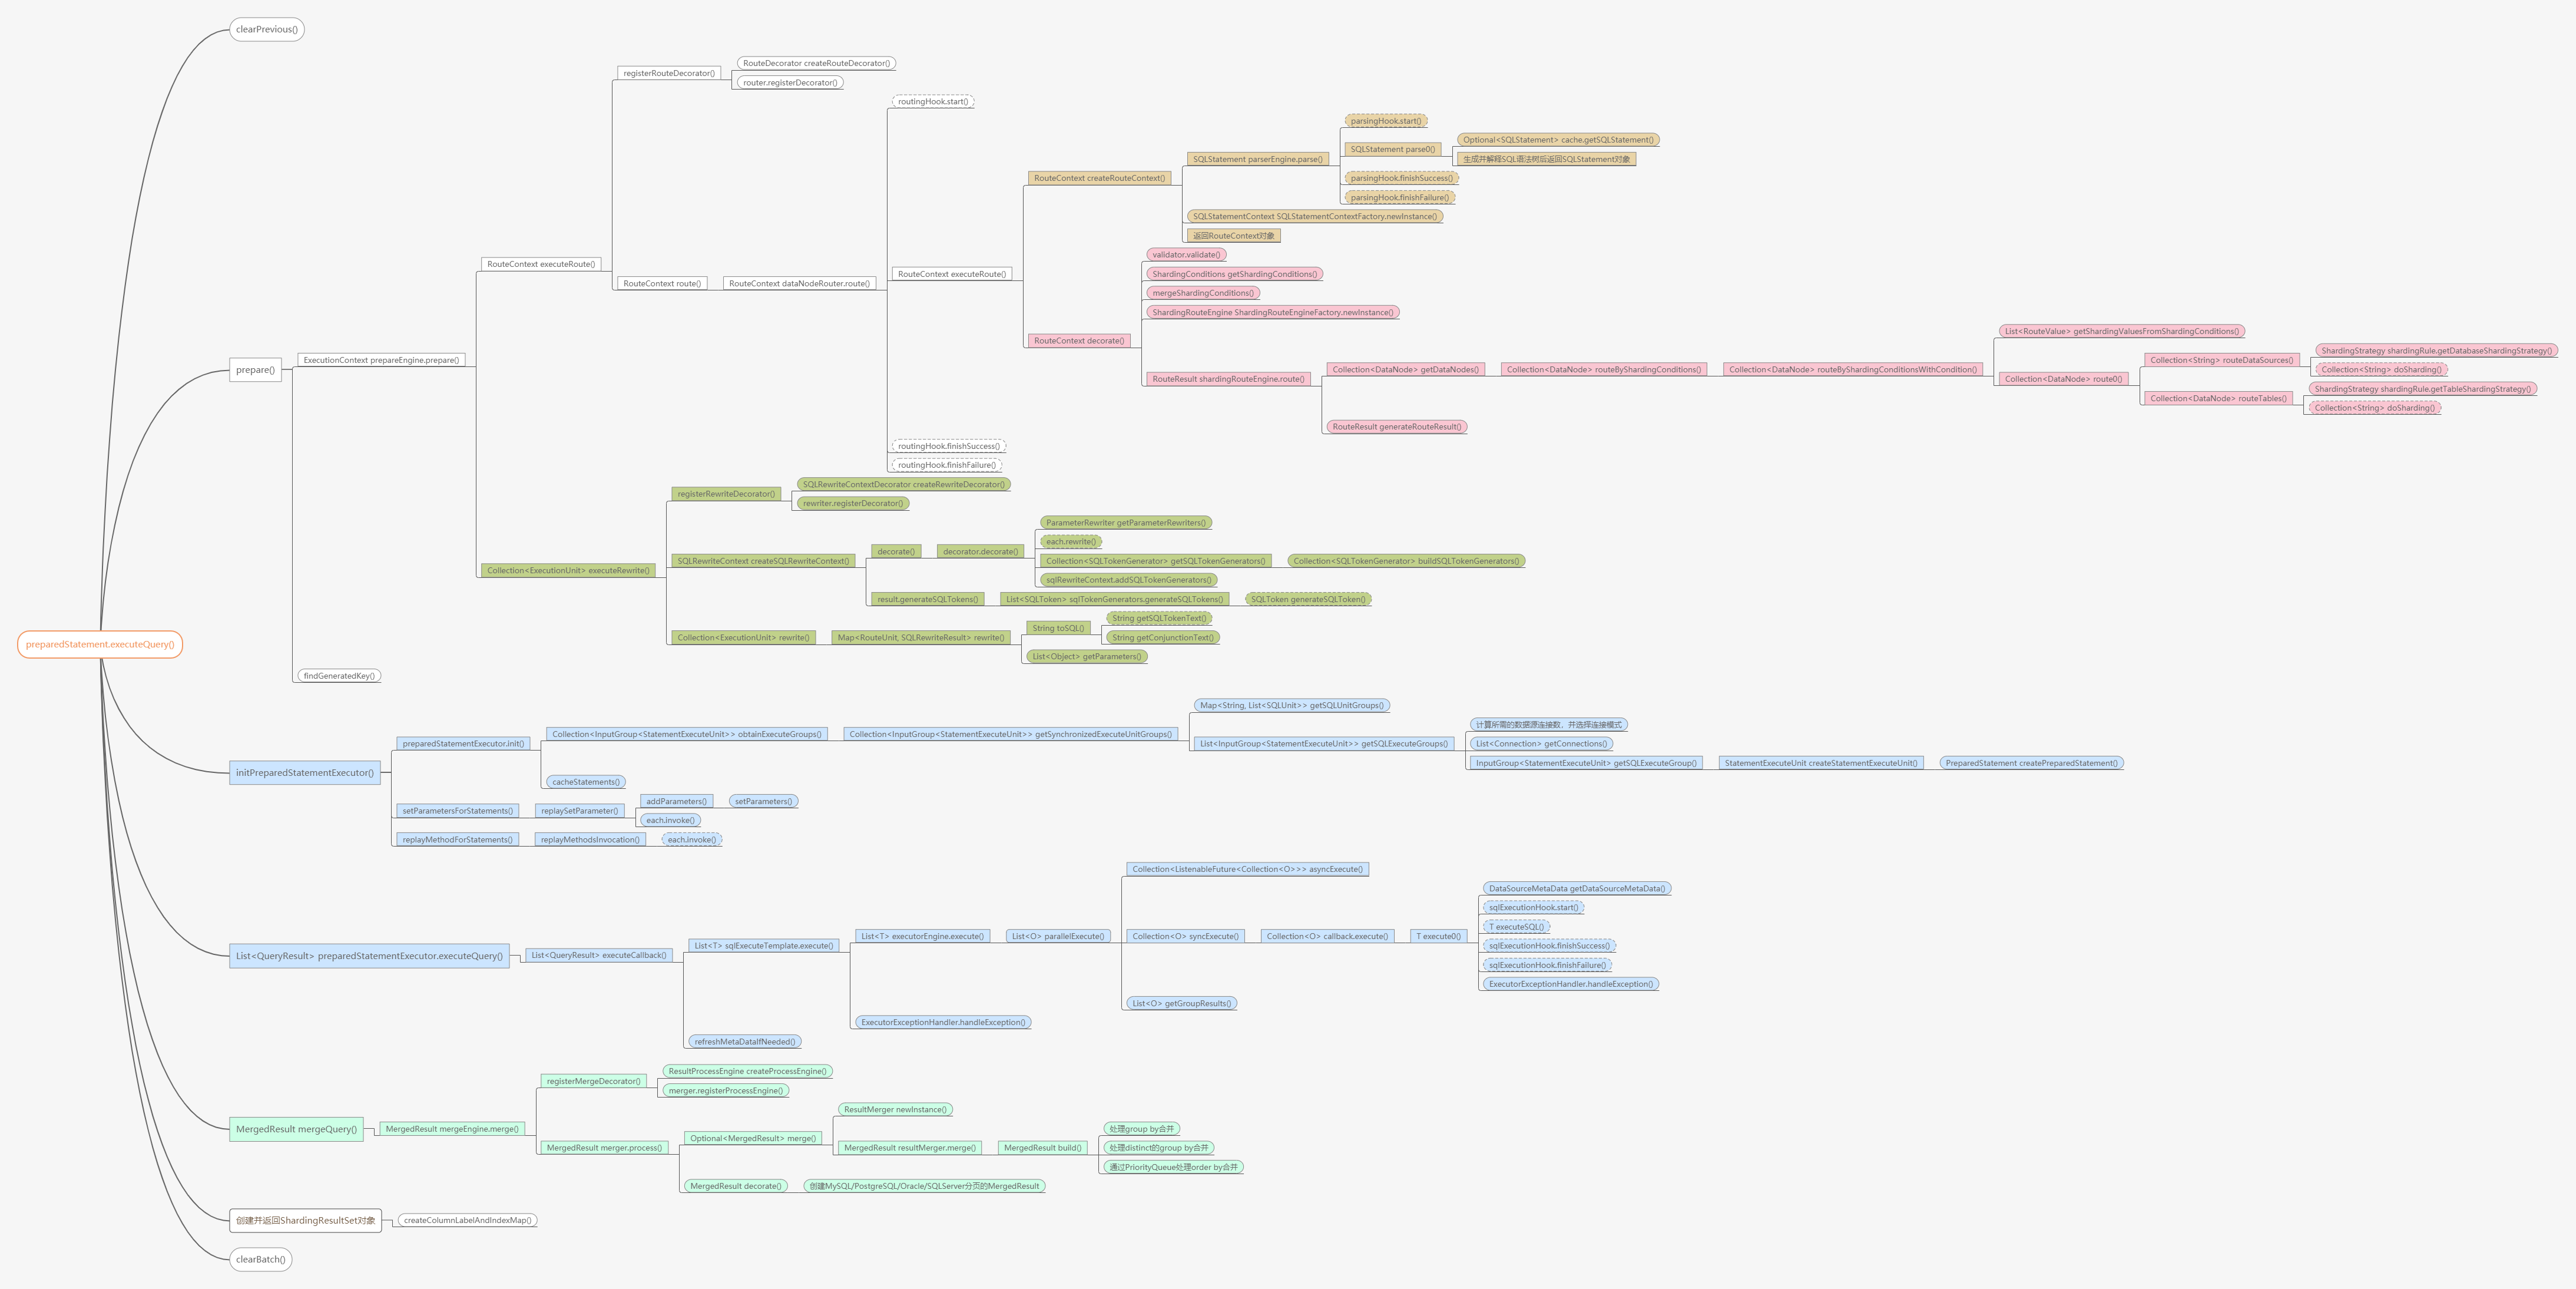 preparedStatement.executeQuery()
clearPrevious()
prepare()
ExecutionContext prepareEngine.prepare()
RouteContext executeRoute()
registerRouteDecorator()
RouteDecorator createRouteDecorator()
router.registerDecorator()
RouteContext route()
RouteContext dataNodeRouter.route()
routingHook.start()
RouteContext executeRoute()
RouteContext createRouteContext()
SQLStatement parserEngine.parse()
parsingHook.start()
SQLStatement parse0()
Optional<SQLStatement> cache.getSQLStatement()
生成并解释SQL语法树后返回SQLStatement对象
parsingHook.finishSuccess()
parsingHook.finishFailure()
SQLStatementContext SQLStatementContextFactory.newInstance()
返回RouteContext对象
RouteContext decorate()
validator.validate()
ShardingConditions getShardingConditions()
mergeShardingConditions()
ShardingRouteEngine ShardingRouteEngineFactory.newInstance()
RouteResult shardingRouteEngine.route()
Collection<DataNode> getDataNodes()
Collection<DataNode> routeByShardingConditions()
Collection<DataNode> routeByShardingConditionsWithCondition()
List<RouteValue> getShardingValuesFromShardingConditions()
Collection<DataNode> route0()
Collection<String> routeDataSources()
ShardingStrategy shardingRule.getDatabaseShardingStrategy()
Collection<String> doSharding()
Collection<DataNode> routeTables()
ShardingStrategy shardingRule.getTableShardingStrategy()
Collection<String> doSharding()
RouteResult generateRouteResult()
routingHook.finishSuccess()
routingHook.finishFailure()
Collection<ExecutionUnit> executeRewrite()
registerRewriteDecorator()
SQLRewriteContextDecorator createRewriteDecorator()
rewriter.registerDecorator()
SQLRewriteContext createSQLRewriteContext()
decorate()
decorator.decorate()
ParameterRewriter getParameterRewriters()
each.rewrite()
Collection<SQLTokenGenerator> getSQLTokenGenerators()
Collection<SQLTokenGenerator> buildSQLTokenGenerators()
sqlRewriteContext.addSQLTokenGenerators()
result.generateSQLTokens()
List<SQLToken> sqlTokenGenerators.generateSQLTokens()
SQLToken generateSQLToken()
Collection<ExecutionUnit> rewrite()
Map<RouteUnit, SQLRewriteResult> rewrite()
String toSQL()
String getSQLTokenText()
String getConjunctionText()
List<Object> getParameters()
findGeneratedKey()
initPreparedStatementExecutor()
preparedStatementExecutor.init()
Collection<InputGroup<StatementExecuteUnit>> obtainExecuteGroups()
Collection<InputGroup<StatementExecuteUnit>> getSynchronizedExecuteUnitGroups()
Map<String, List<SQLUnit>> getSQLUnitGroups()
List<InputGroup<StatementExecuteUnit>> getSQLExecuteGroups()
计算所需的数据源连接数，并选择连接模式
List<Connection> getConnections()
InputGroup<StatementExecuteUnit> getSQLExecuteGroup()
StatementExecuteUnit createStatementExecuteUnit()
PreparedStatement createPreparedStatement()
cacheStatements()
setParametersForStatements()
replaySetParameter()
addParameters()
setParameters()
each.invoke()
replayMethodForStatements()
replayMethodsInvocation()
each.invoke()
List<QueryResult> preparedStatementExecutor.executeQuery()
List<QueryResult> executeCallback()
List<T> sqlExecuteTemplate.execute()
List<T> executorEngine.execute()
List<O> parallelExecute()
Collection<ListenableFuture<Collection<O>>> asyncExecute()
Collection<O> syncExecute()
Collection<O> callback.execute()
T execute0()
DataSourceMetaData getDataSourceMetaData()
sqlExecutionHook.start()
T executeSQL()
sqlExecutionHook.finishSuccess()
sqlExecutionHook.finishFailure()
ExecutorExceptionHandler.handleException()
List<O> getGroupResults()
ExecutorExceptionHandler.handleException()
refreshMetaDataIfNeeded()
MergedResult mergeQuery()
MergedResult mergeEngine.merge()
registerMergeDecorator()
ResultProcessEngine createProcessEngine()
merger.registerProcessEngine()
MergedResult merger.process()
Optional<MergedResult> merge()
ResultMerger newInstance()
MergedResult resultMerger.merge()
MergedResult build()
处理group by合并
处理distinct的group by合并
通过PriorityQueue处理order by合并
MergedResult decorate()
创建MySQL/PostgreSQL/Oracle/SQLServer分页的MergedResult
创建并返回ShardingResultSet对象
createColumnLabelAndIndexMap()
clearBatch()